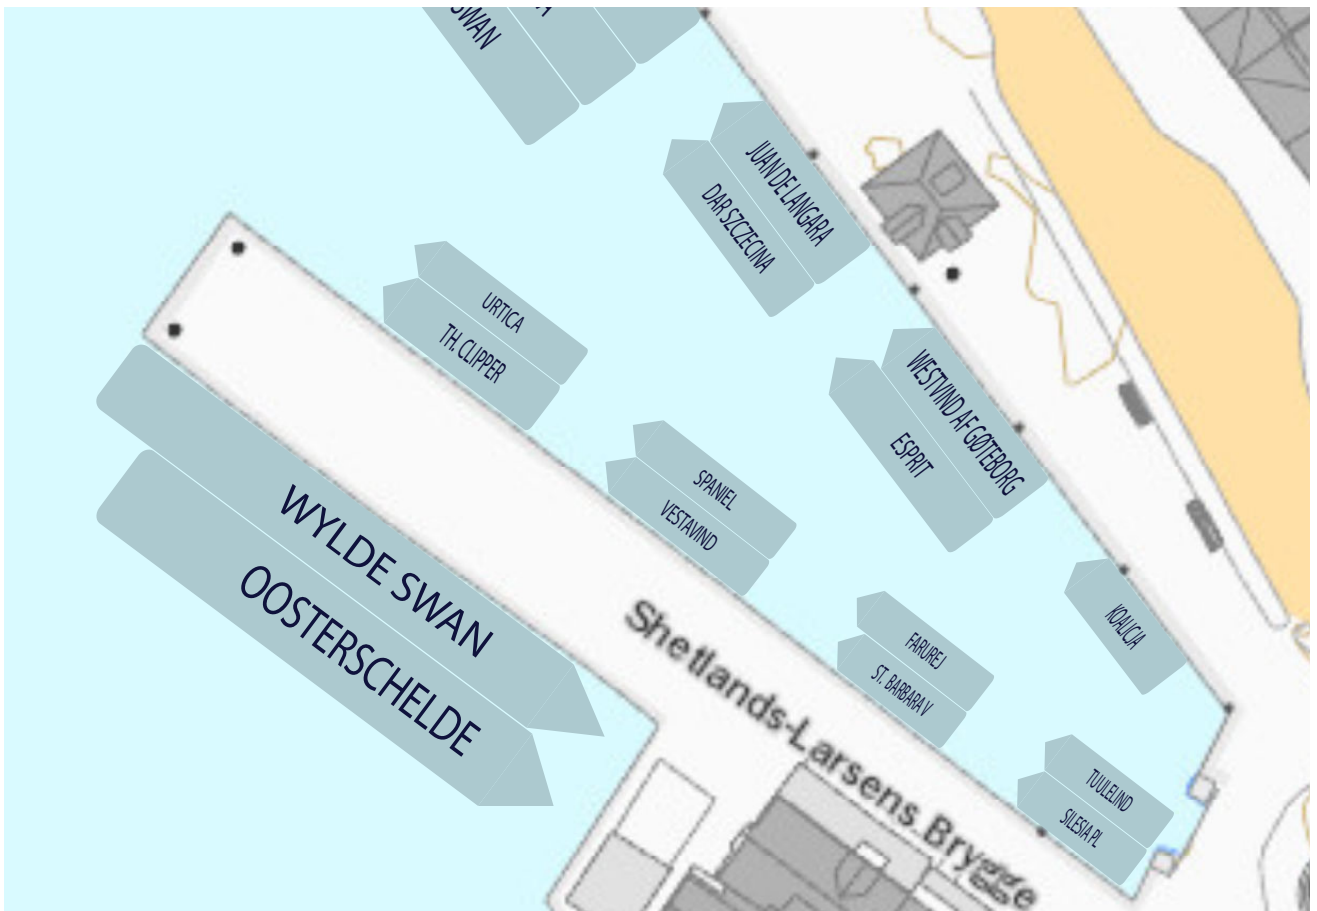 SWAN
JUAN DE LANGARA
DAR SZCZECINA
URTICA
TH. CLIPPER
WESTVIND AF GØTEBORG
ESPRIT
SPANIEL
VESTAVIND
WYLDE SWAN
OOSTERSCHELDE
KOALICJA
FARUREJ
ST. BARBARA V
Shetlands-Larsens Brygge
TUULELIND
SILESIA PL